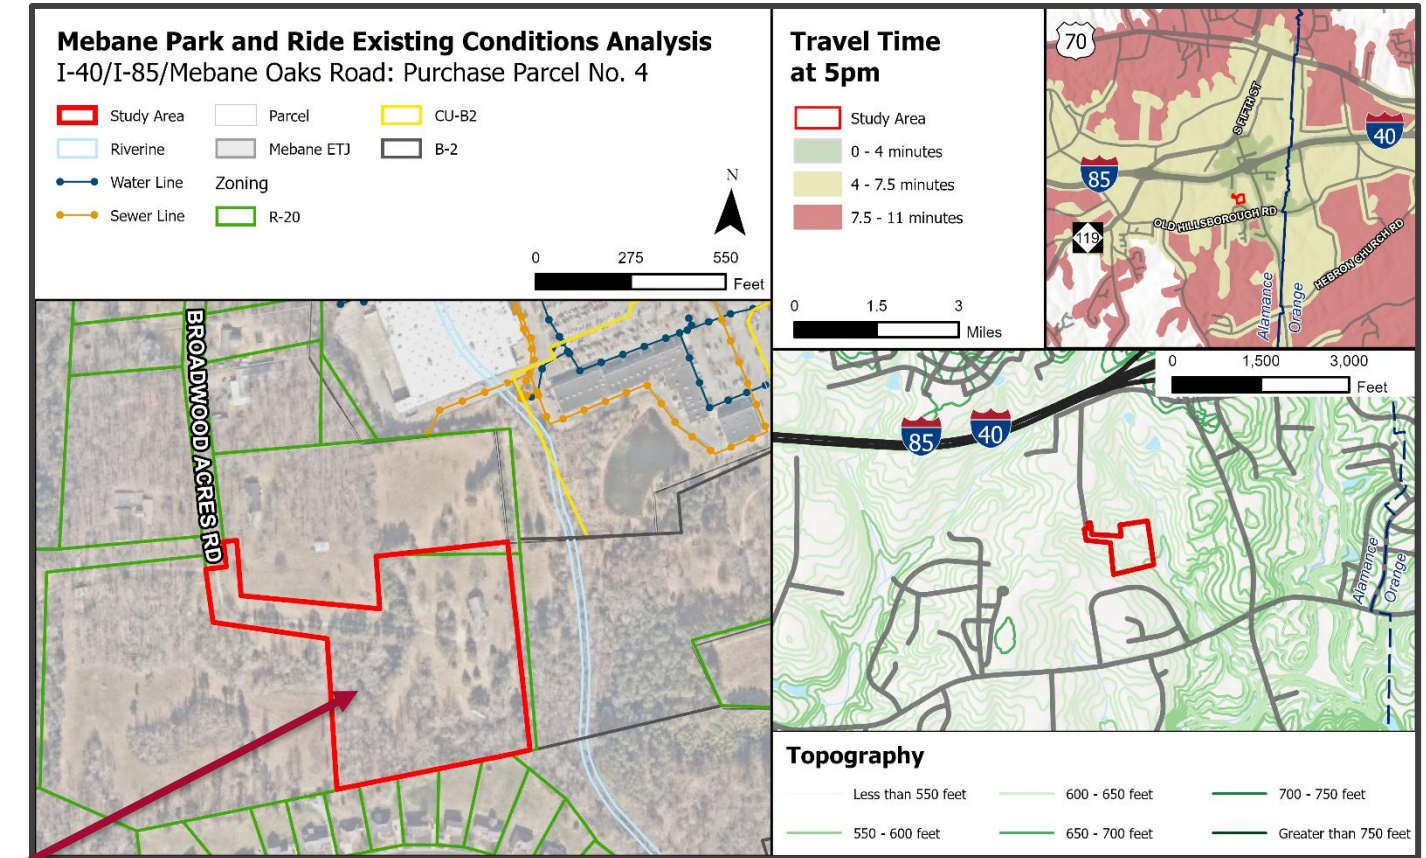 Mebane Park and Ride Existing Conditions Analysis
I-40/I-85/Mebane Oaks Road: Purchase Parcel No. 4
Study Area
Parcel
CU-B2
Riverine
Mebane ETJ
B-2
Water Line
Zoning
Sewer Line
R-20
N
0 275 550
Feet
BROADWOOD ACRES RD
Travel Time
at 5pm
Study Area
0 - 4 minutes
4 - 7.5 minutes
7.5 - 11 minutes
0 1.5 3
Miles
70
S FIFTH ST
40
85
OLD HILLSBOROUGH RD
119
HEBRON CHURCH RD
Alamance
Orange
0 1,500 3,000
Feet
85
40
Alamance
Orange
Topography
Less than 550 feet
600 - 650 feet
700 - 750 feet
550 - 600 feet
650 - 700 feet
Greater than 750 feet